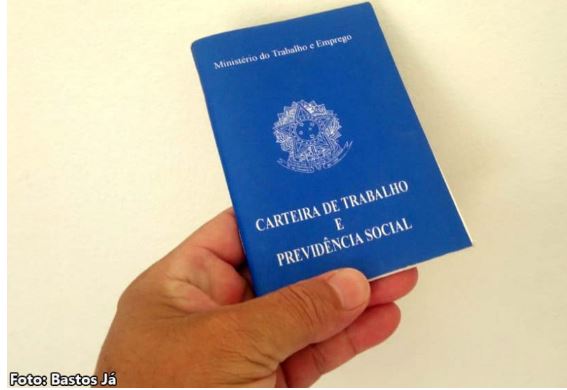 Ministério do Trabalho e Emprego
CARTEIRA DE TRABALHO
E
PREVIDÊNCIA SOCIAL
Foto: Bastos Já